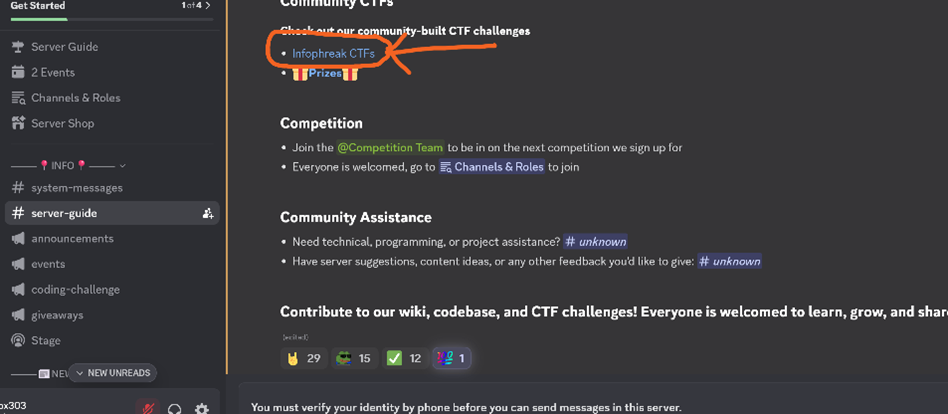 Get Started
1 of 4
Server Guide
2 Events
Channels & Roles
Server Shop
INFO
system-messages
server-guide
announcements
events
coding-challenge
giveaways
Stage
NEW UNREADS
ox303
Community CTFs
Check out our community-built CTF challenges
Infophreak CTFs
Prizes
Competition
Join the @Competition Team to be in on the next competition we sign up for
Everyone is welcomed, go to Channels & Roles to join
Community Assistance
Need technical, programming, or project assistance? # unknown
Have server suggestions, content ideas, or any other feedback you'd like to give: # unknown
Contribute to our wiki, codebase, and CTF challenges! Everyone is welcomed to learn, grow, and shar
(edited)
29 15 12 1
You must verify your identity by phone before you can send messages in this server.